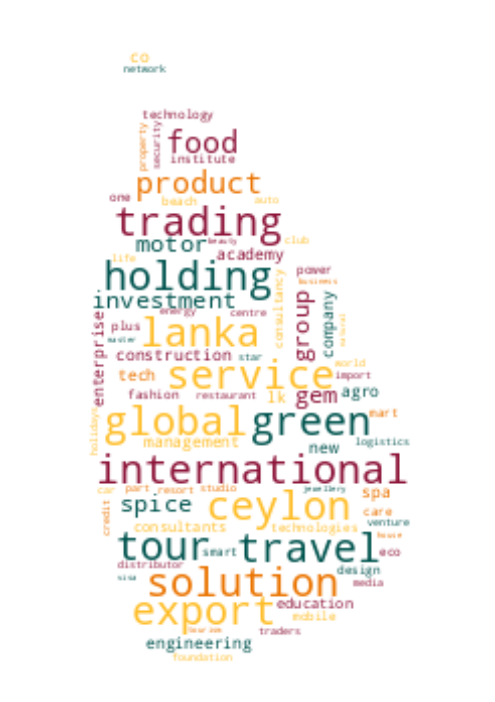 co
network
technology
property
security
food
institute
product
one
beach
auto
trading
motor
beauty
club
life
academy
holding
power
business
investment
consultancy
group
company
natural
energy
centre
enterprise
plus
lanka
master
construction
star
service
world
import
tech
fashion
restaurant
lk
gem
agro
holidays
global
green
mart
management
new
logistics
international
car
part
resort
studio
jewellery
spa
credit
spice
ceylon
care
venture
consultants
technologies
house
tour
smart
travel
eco
distributor
design
visa
solution
media
export
education
mobile
tourism
traders
engineering
foundation